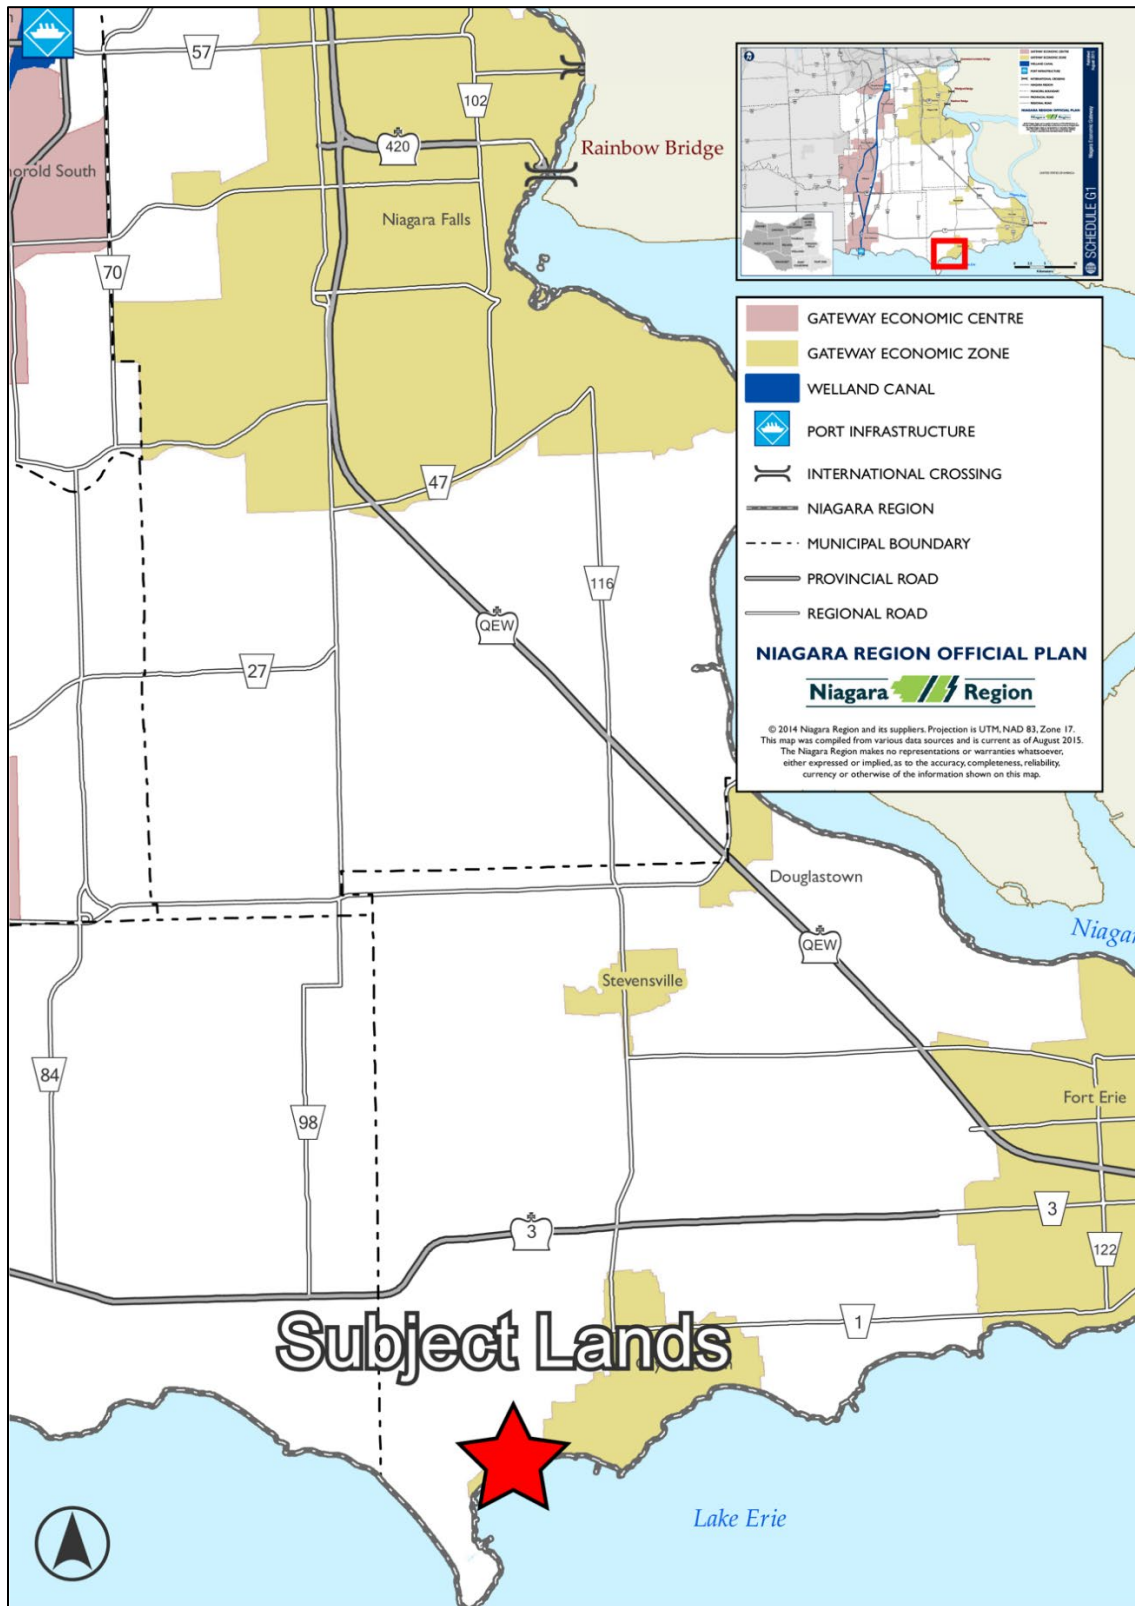 57
102
420
Rainbow Bridge
orold South
Niagara Falls
70
47
116
QEW
27
SCHEDULE G1
GATEWAY ECONOMIC CENTRE
GATEWAY ECONOMIC ZONE
WELLAND CANAL
PORT INFRASTRUCTURE
INTERNATIONAL CROSSING
NIAGARA REGION
MUNICIPAL BOUNDARY
PROVINCIAL ROAD
REGIONAL ROAD
NIAGARA REGION OFFICIAL PLAN
Niagara Region
© 2014 Niagara Region and its suppliers. Projection is UTM, NAD 83, Zone 17.
This map was compiled from various data sources and is current as of August 2015.
The Niagara Region makes no representations or warranties whatsoever,
either expressed or implied, as to the accuracy, completeness, reliability,
currency or otherwise of the information shown on this map.
Douglastown
QEW
Niagar
Stevensville
84
98
Fort Erie
3
3
122
1
Subject Lands
Lake Erie